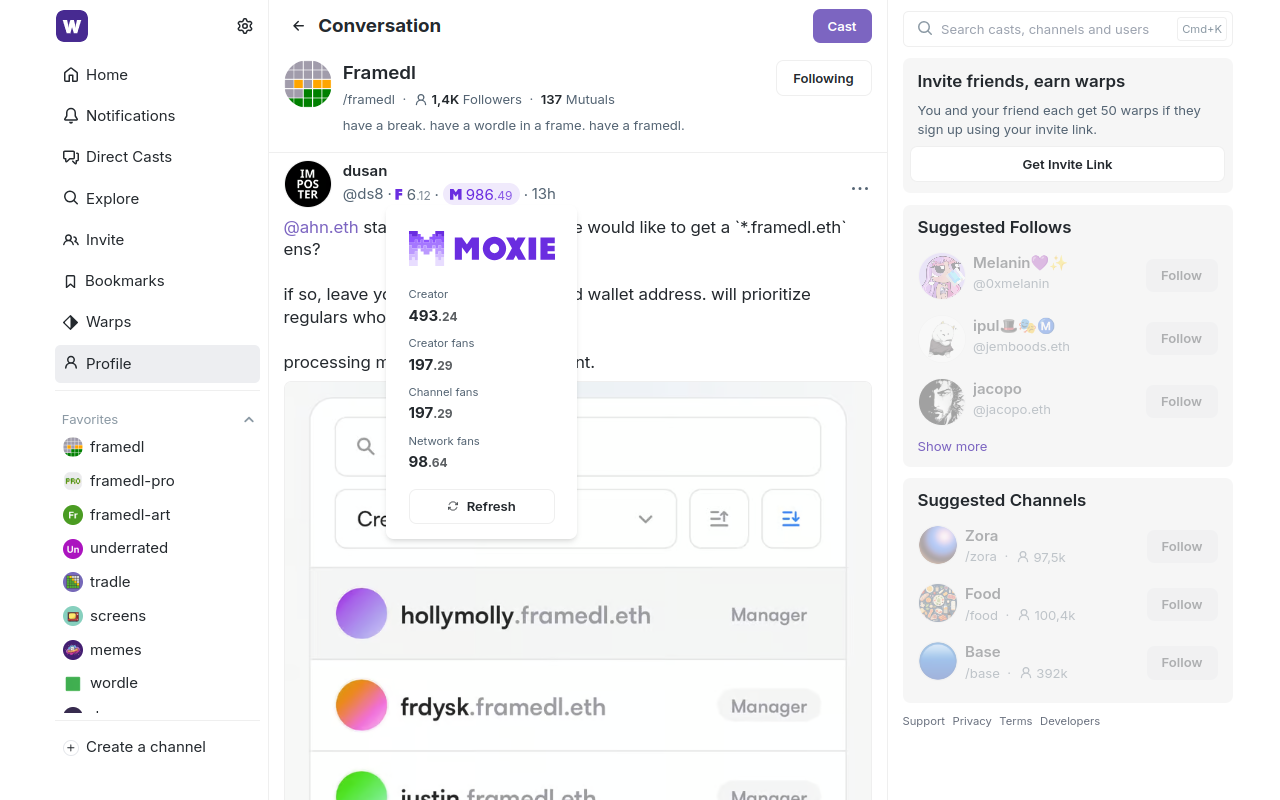 W
Home
Notifications
Direct Casts
Explore
Invite
Bookmarks
Warps
Profile
Favorites
framedl
PRO framedl-pro
Fr framedl-art
Un underrated
tradle
screens
memes
wordle
Create a channel
Conversation
Cast
Framedl
/framedl · 1,4K Followers · 137 Mutuals
Following
have a break. have a wordle in a frame. have a framedl.
IM
POS
TER
dusan
@ds8 · F 6.12 · M 986.49 · 13h
@ahn.eth sta
e would like to get a `*.framedl.eth`
ens?
if so, leave yo
d wallet address. will prioritize
regulars who
processing m
nt.
MOXIE
Creator
493.24
Creator fans
197.29
Channel fans
197.29
Network fans
98.64
Refresh
Cre
hollymolly.framedl.eth Manager
frdysk.framedl.eth Manager
justin.framedl.eth Manager
Search casts, channels and users Cmd+K
Invite friends, earn warps
You and your friend each get 50 warps if they
sign up using your invite link.
Get Invite Link
Suggested Follows
Melanin💜✨
@0xmelanin
Follow
ipul🎩🎭Ⓜ️
@jemboods.eth
Follow
jacopo
@jacopo.eth
Follow
Show more
Suggested Channels
Zora
/zora · 97,5k
Follow
Food
/food · 100,4k
Follow
Base
/base · 392k
Follow
Support Privacy Terms Developers